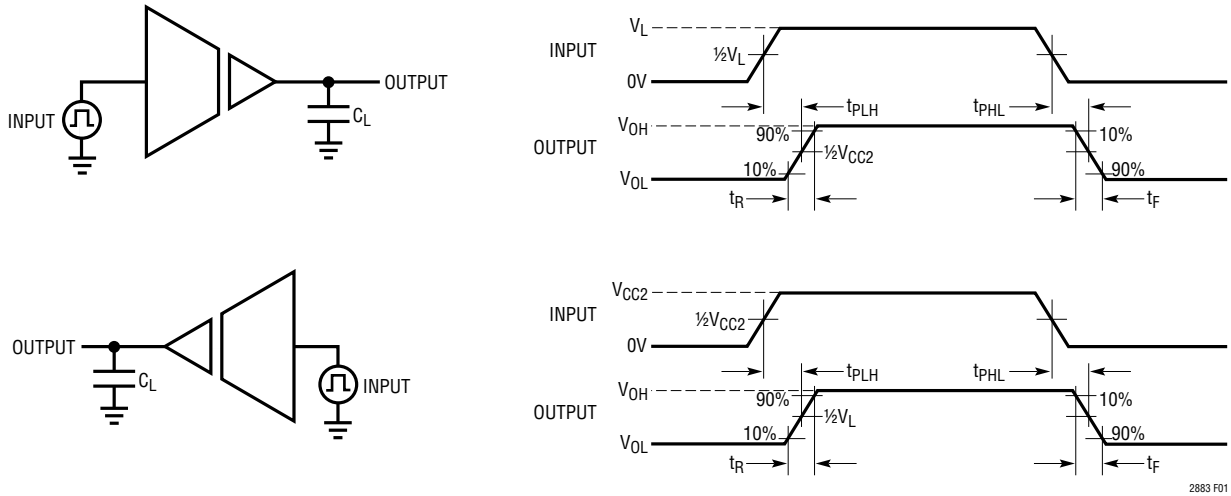 INPUT
OUTPUT
C_L
INPUT
V_L
½V_L
0V
t_PLH
t_PHL
OUTPUT
V_OH
90%
10%
½V_CC2
10%
90%
V_OL
t_R
t_F
OUTPUT
C_L
INPUT
INPUT
V_CC2
½V_CC2
0V
t_PLH
t_PHL
OUTPUT
V_OH
90%
10%
½V_L
10%
90%
V_OL
t_R
t_F
2883 F01